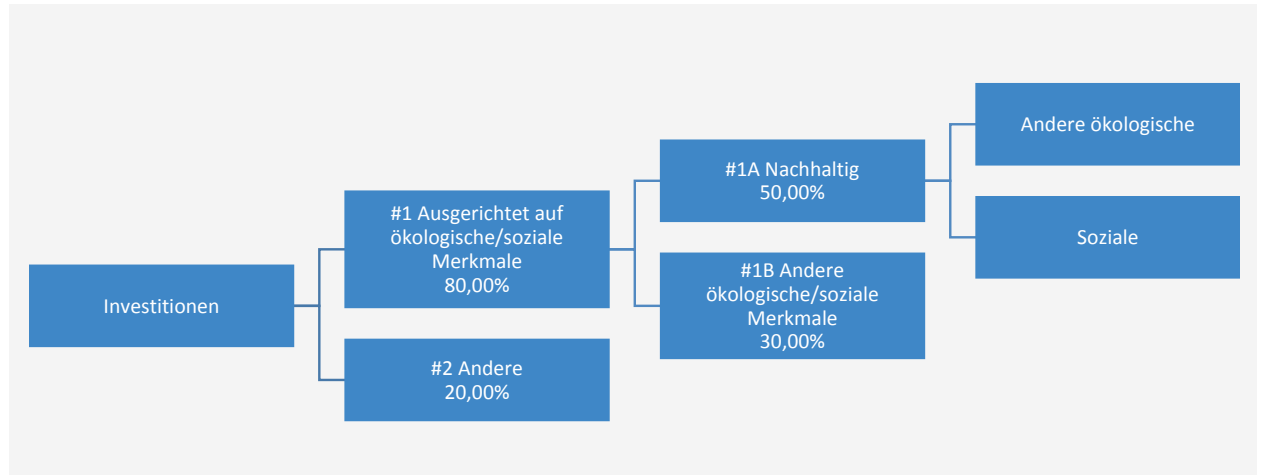 Investitionen
#1 Ausgerichtet auf
ökologische/soziale
Merkmale
80,00%
#2 Andere
20,00%
#1A Nachhaltig
50,00%
#1B Andere
ökologische/soziale
Merkmale
30,00%
Andere ökologische
Soziale